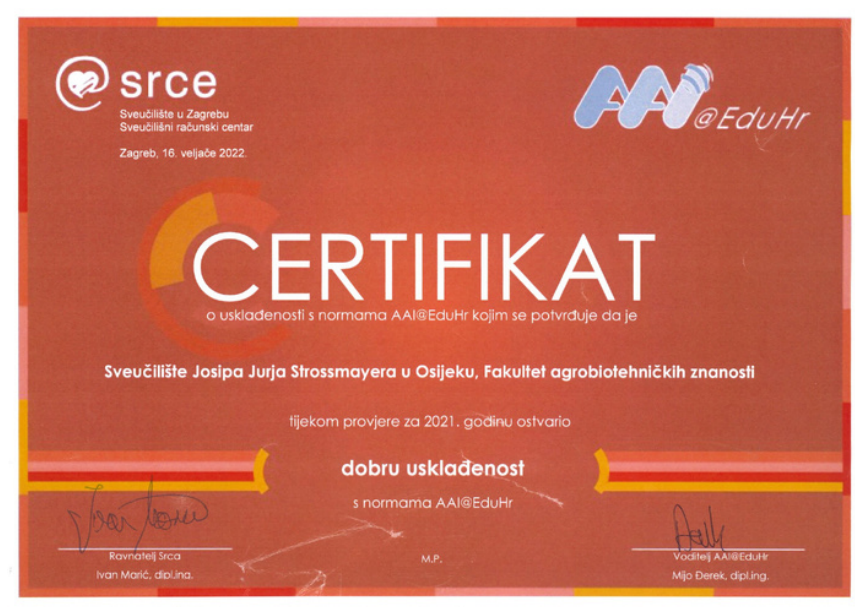 srce
Sveučilište u Zagrebu
Sveučilišni računski centar
Zagreb, 16. veljače 2022.
AAI@EduHr
CERTIFIKAT
o usklađenosti s normama AAI@EduHr kojim se potvrđuje da je
Sveučilište Josipa Jurja Strossmayera u Osijeku, Fakultet agrobiotehničkih znanosti
tijekom provjere za 2021. godinu ostvario
dobru usklađenost
s normama AAI@EduHr
Ravnatelj Srca
Ivan Marić, dipl.ing.
M.P.
Voditelj AAI@EduHr
Mijo Đerek, dipl.ing.